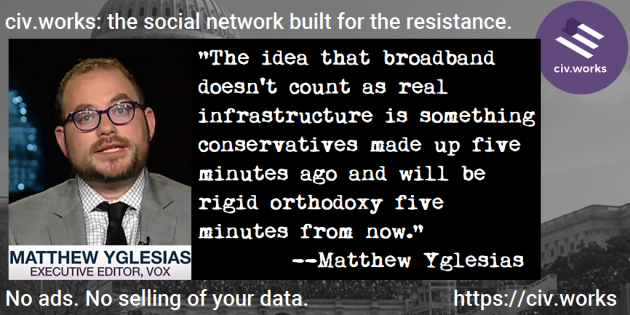 civ.works: the social network built for the resistance.
civ.works
"The idea that broadband
doesn't count as real
infrastructure is something
conservatives made up five
minutes ago and will be
rigid orthodoxy five
minutes from now."
--Matthew Yglesias
MATTHEW YGLESIAS
EXECUTIVE EDITOR, VOX
No ads. No selling of your data.
https://civ.works